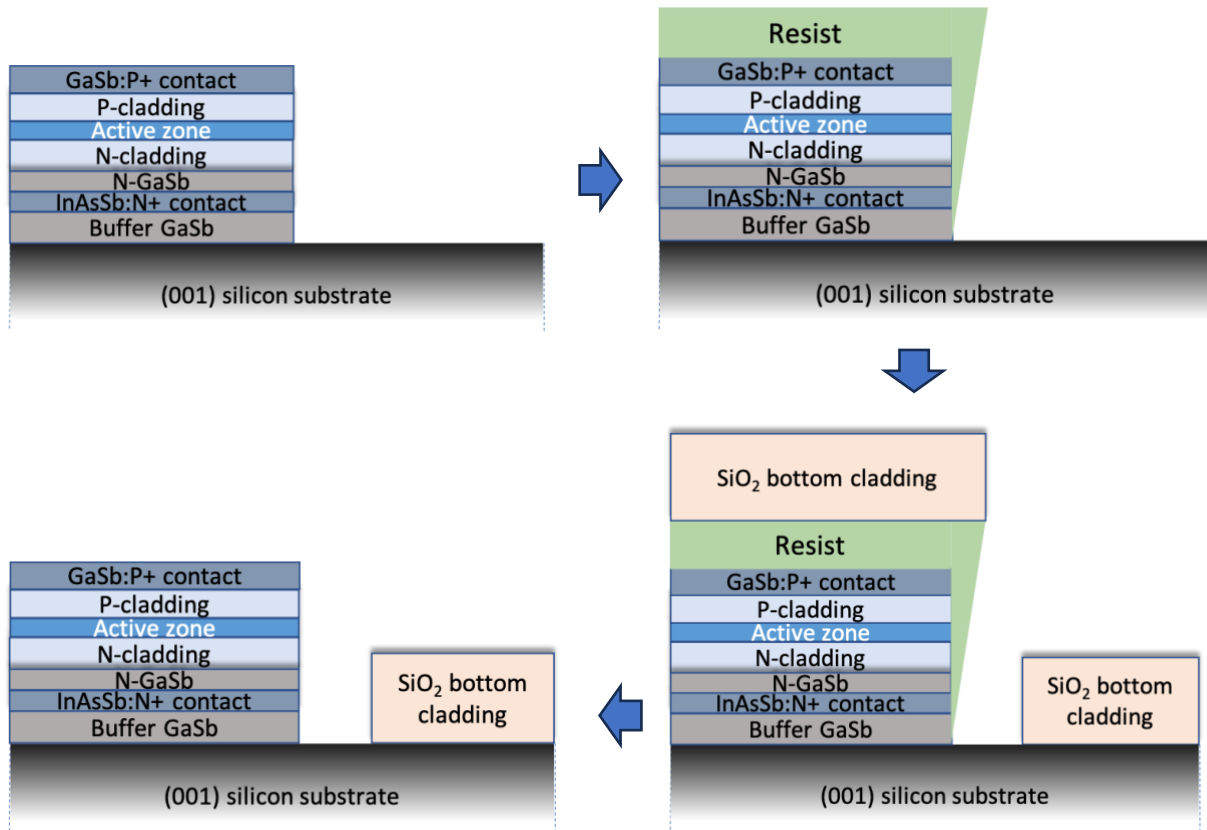 GaSb:P+ contact
P-cladding
Active zone
N-cladding
N-GaSb
InAsSb:N+ contact
Buffer GaSb
(001) silicon substrate
Resist
GaSb:P+ contact
P-cladding
Active zone
N-cladding
N-GaSb
InAsSb:N+ contact
Buffer GaSb
(001) silicon substrate
SiO₂ bottom cladding
Resist
GaSb:P+ contact
P-cladding
Active zone
N-cladding
N-GaSb
InAsSb:N+ contact
Buffer GaSb
SiO₂ bottom
cladding
(001) silicon substrate
GaSb:P+ contact
P-cladding
Active zone
N-cladding
N-GaSb
InAsSb:N+ contact
Buffer GaSb
SiO₂ bottom
cladding
(001) silicon substrate